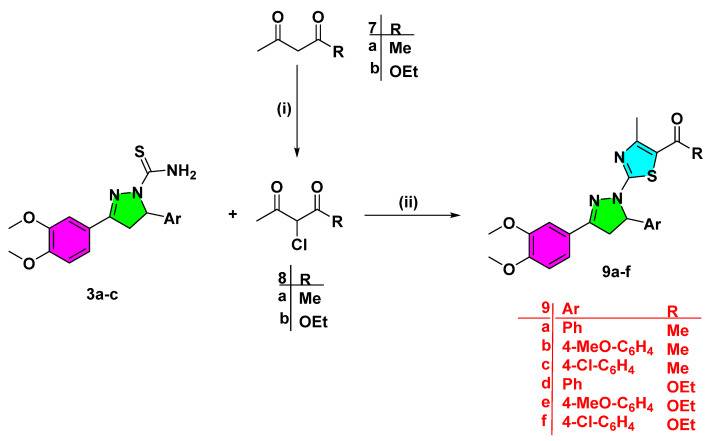 O O
R
7 R
a Me
b OEt
(i)
S
NH₂
N N
Ar
O
O
3a-c
+
O O
R
Cl
8 R
a Me
b OEt
(ii)
O
R
N
S
N N
Ar
O
O
9a-f
9 Ar R
a Ph Me
b 4-MeO-C₆H₄ Me
c 4-Cl-C₆H₄ Me
d Ph OEt
e 4-MeO-C₆H₄ OEt
f 4-Cl-C₆H₄ OEt